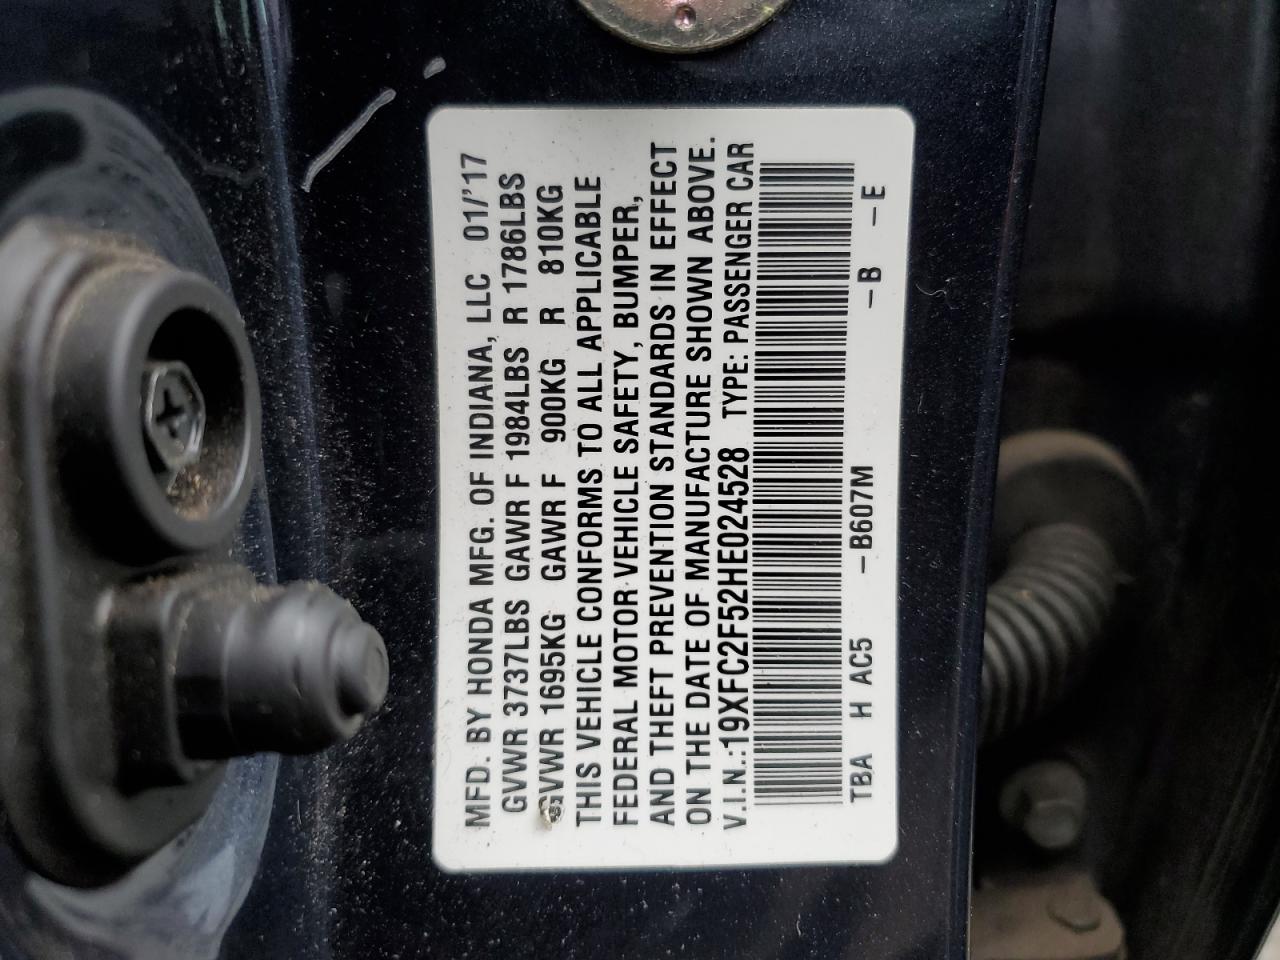 MFD. BY HONDA MFG. OF INDIANA, LLC 01/'17
GVWR 3737LBS GAWR F 1984LBS R 1786LBS
GVWR 1695KG GAWR F 900KG R 810KG
THIS VEHICLE CONFORMS TO ALL APPLICABLE
FEDERAL MOTOR VEHICLE SAFETY, BUMPER,
AND THEFT PREVENTION STANDARDS IN EFFECT
ON THE DATE OF MANUFACTURE SHOWN ABOVE.
V.I.N.:19XFC2F52HE024528 TYPE: PASSENGER CAR
TBA H AC5 –B607M –B –E